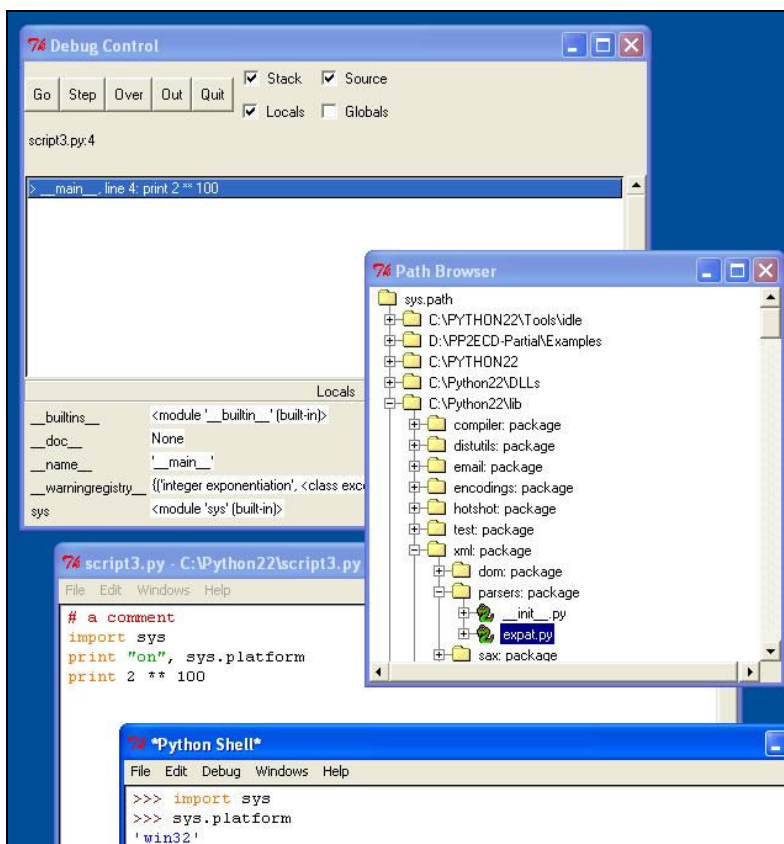 Debug Control
Go Step Over Out Quit
Stack Source
Locals Globals
script3.py:4
> __main__, line 4: print 2 ** 100
Locals
__builtins__ <module '__builtin__' (built-in)>
__doc__ None
__name__ '__main__'
__warningregistry__ {('integer exponentiation', <class exce
sys <module 'sys' (built-in)>
Path Browser
sys.path
C:\PYTHON22\Tools\idle
D:\PP2ECD-Partial\Examples
C:\PYTHON22
C:\Python22\DLLs
C:\Python22\lib
compiler: package
distutils: package
email: package
encodings: package
hotshot: package
test: package
xml: package
dom: package
parsers: package
__init__.py
expat.py
sax: package
script3.py - C:\Python22\script3.py
File Edit Windows Help
# a comment
import sys
print "on", sys.platform
print 2 ** 100
*Python Shell*
File Edit Debug Windows Help
>>> import sys
>>> sys.platform
'win32'